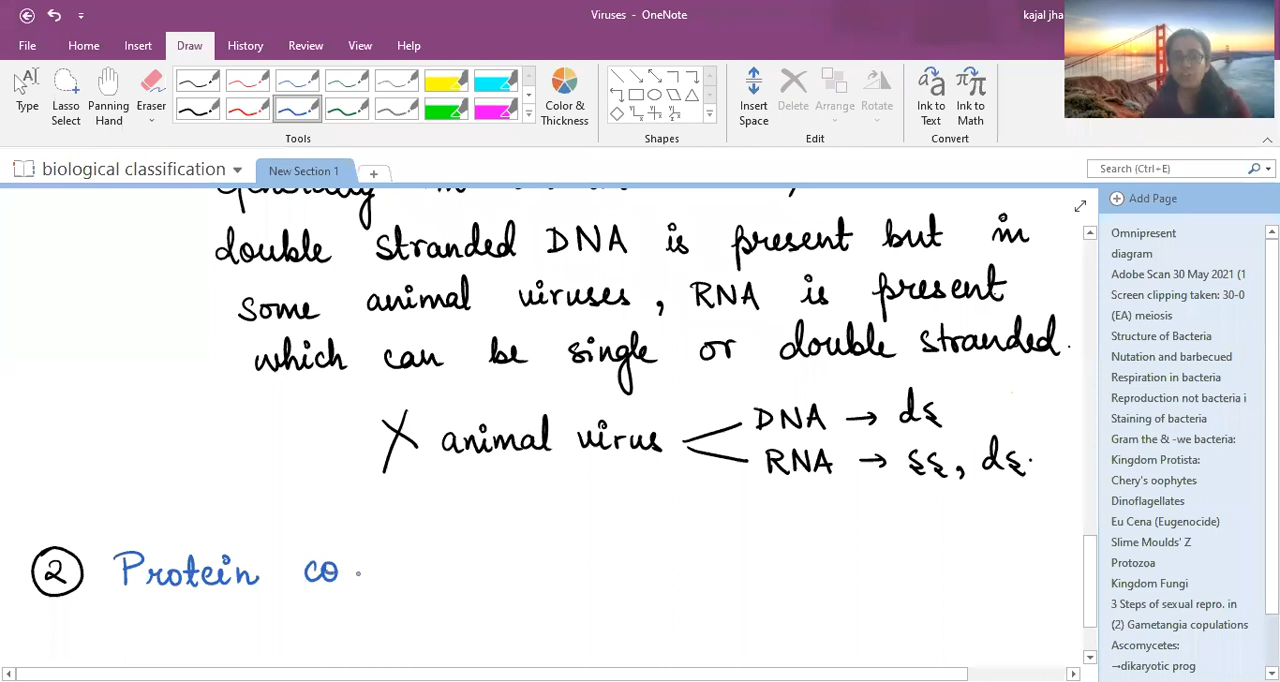 Viruses - OneNote
kajal jha
File Home Insert Draw History Review View Help
Type
Lasso Select
Panning Hand
Eraser
Color & Thickness
Insert Space
Delete
Arrange
Rotate
Ink to Text
Ink to Math
Tools
Shapes
Edit
Convert
biological classification
New Section 1
Search (Ctrl+E)
Generally in
double stranded DNA is present but in
some animal viruses, RNA is present
which can be single or double stranded.
animal virus
DNA → ds
RNA → ss, ds.
2 Protein co
Add Page
Omnipresent
diagram
Adobe Scan 30 May 2021 (1
Screen clipping taken: 30-0
(EA) meiosis
Structure of Bacteria
Nutation and barbecued
Respiration in bacteria
Reproduction not bacteria i
Staining of bacteria
Gram the & -we bacteria:
Kingdom Protista:
Chery's oophytes
Dinoflagellates
Eu Cena (Eugenocide)
Slime Moulds' Z
Protozoa
Kingdom Fungi
3 Steps of sexual repro. in
(2) Gametangia copulations
Ascomycetes:
→dikaryotic prog